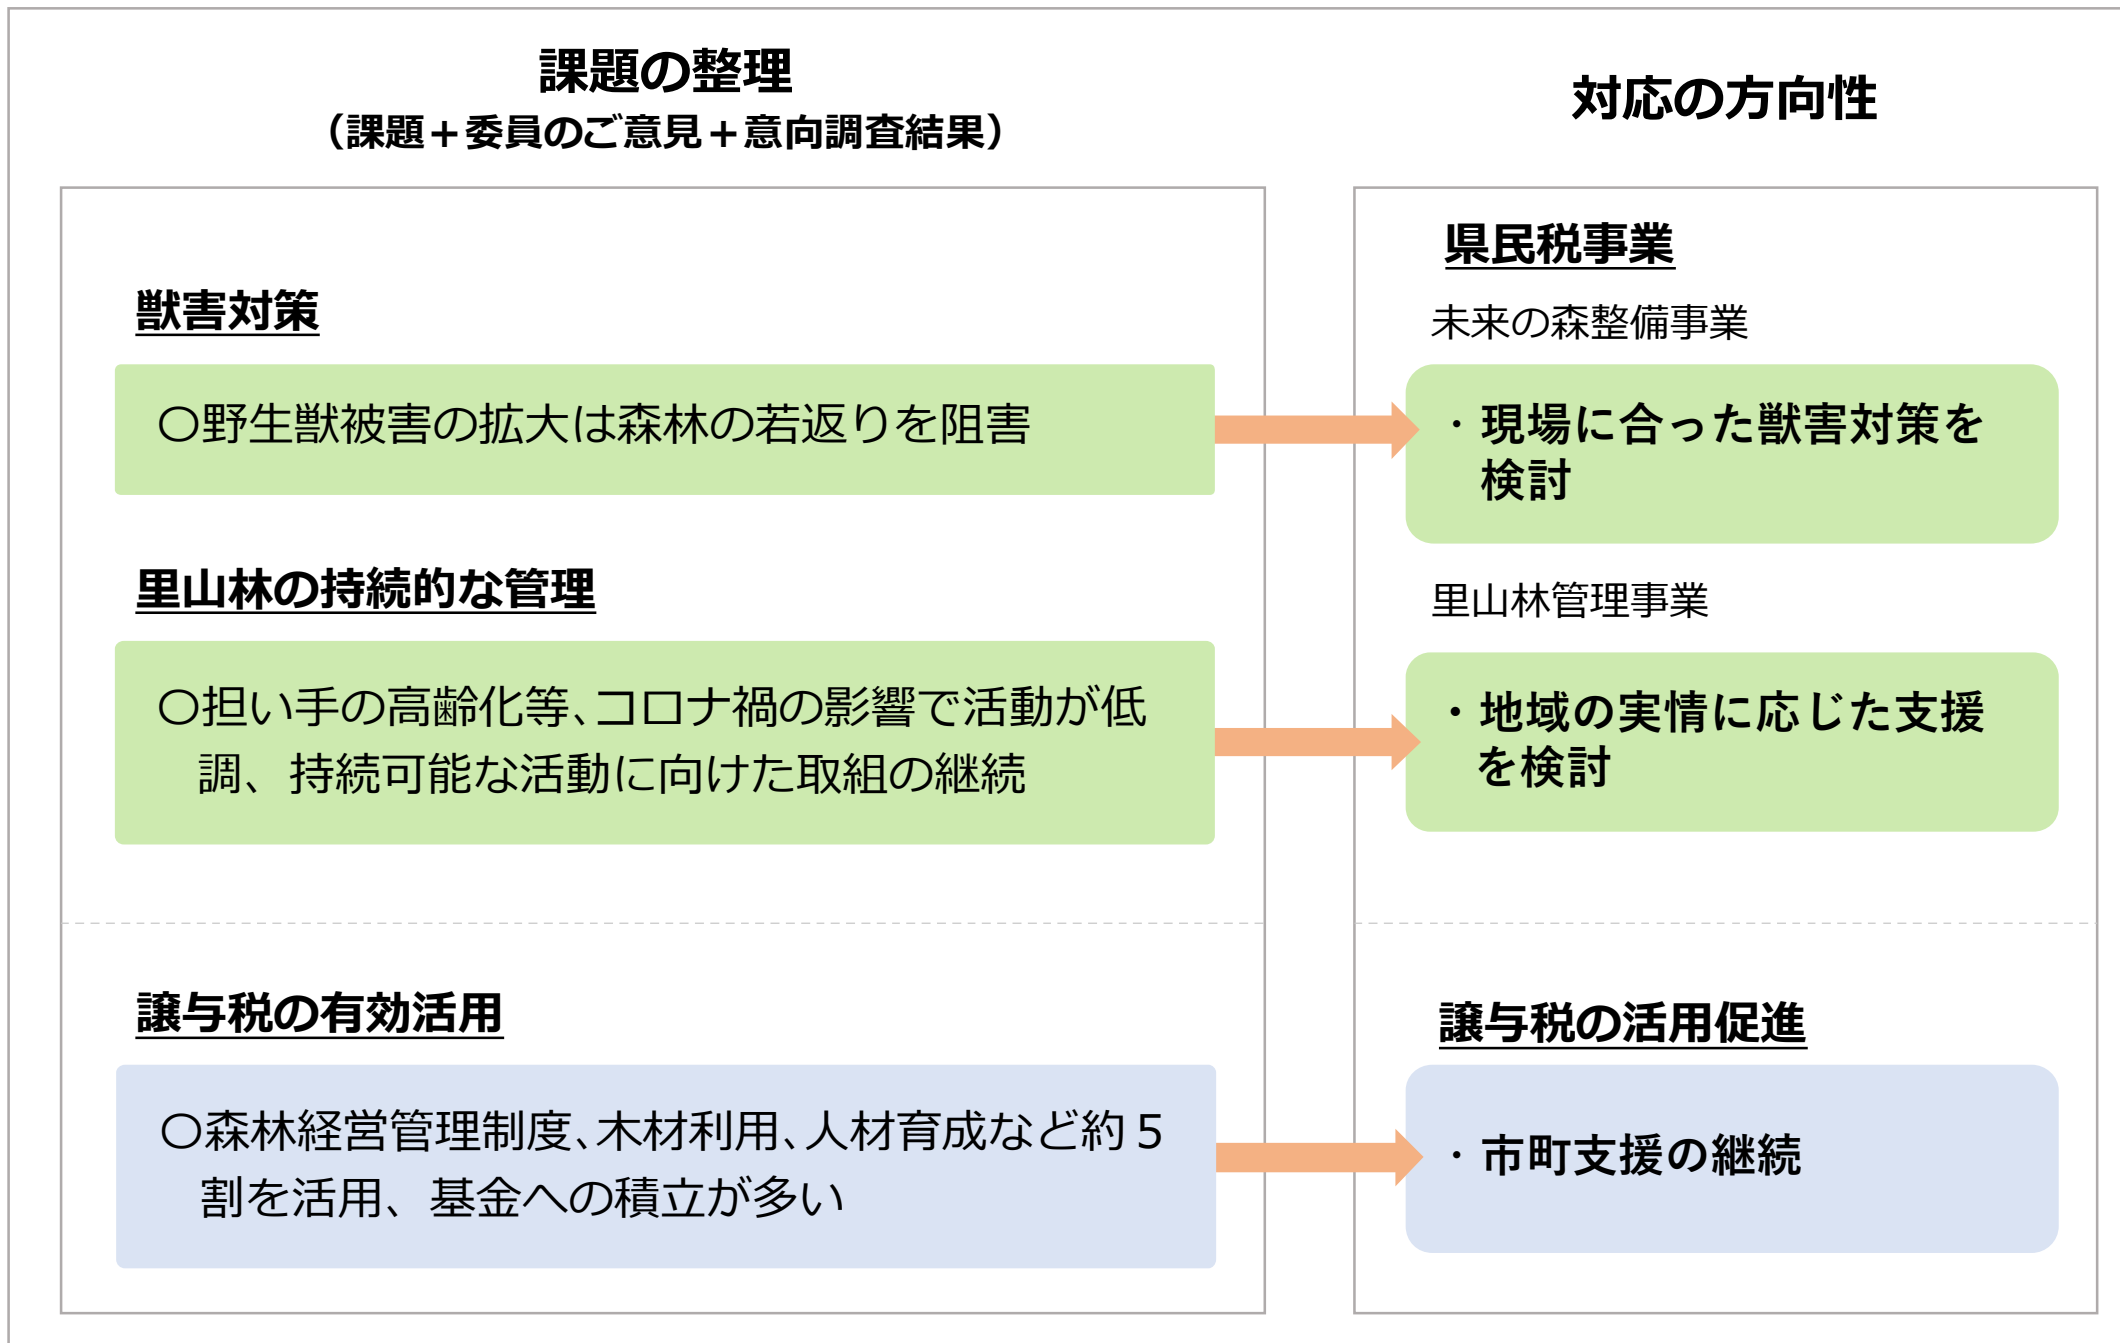 課題の整理
（課題＋委員のご意見＋意向調査結果）
獣害対策
〇野生獣被害の拡大は森林の若返りを阻害
里山林の持続的な管理
〇担い手の高齢化等、コロナ禍の影響で活動が低
調、持続可能な活動に向けた取組の継続
譲与税の有効活用
〇森林経営管理制度、木材利用、人材育成など約５
割を活用、基金への積立が多い
対応の方向性
県民税事業
未来の森整備事業
・現場に合った獣害対策を
検討
里山林管理事業
・地域の実情に応じた支援
を検討
譲与税の活用促進
・市町支援の継続